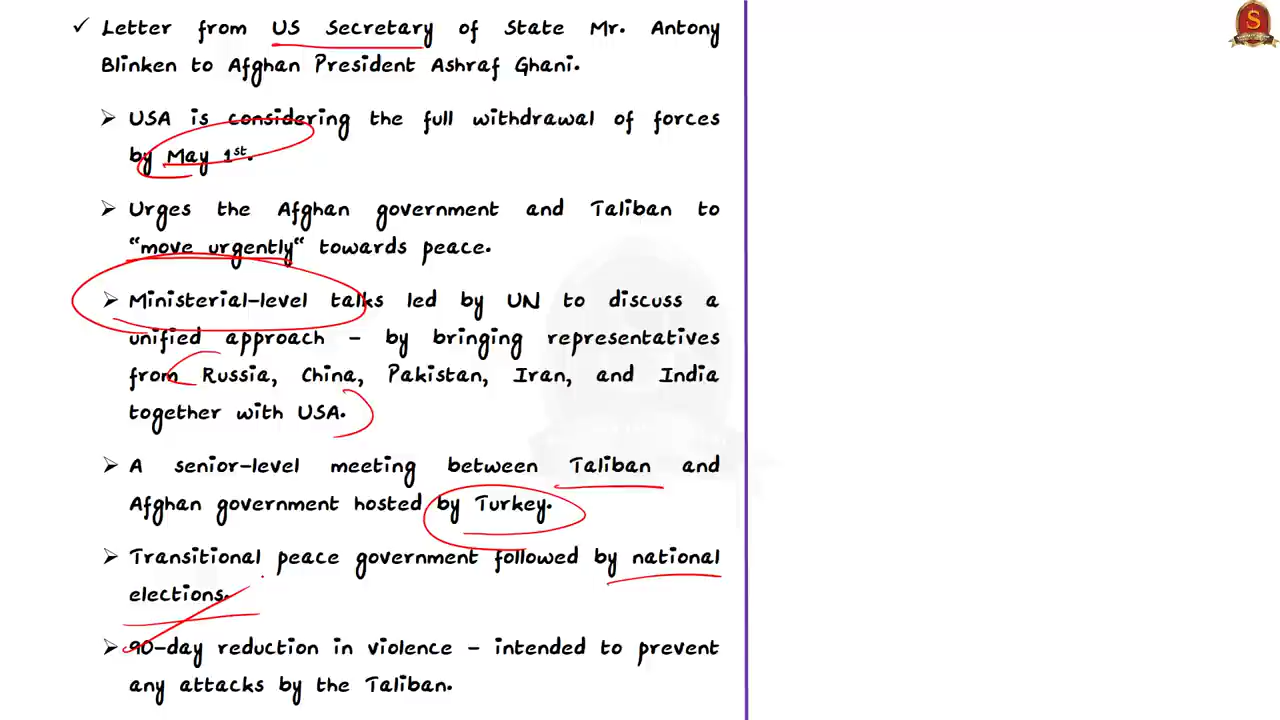 ✓ Letter from US Secretary of State Mr. Antony
Blinken to Afghan President Ashraf Ghani.
➢ USA is considering the full withdrawal of forces
by May 1st.
➢ Urges the Afghan government and Taliban to
“move urgently“ towards peace.
➢ Ministerial-level talks led by UN to discuss a
unified approach – by bringing representatives
from Russia, China, Pakistan, Iran, and India
together with USA.
➢ A senior-level meeting between Taliban and
Afghan government hosted by Turkey.
➢ Transitional peace government followed by national
elections.
➢ 90-day reduction in violence – intended to prevent
any attacks by the Taliban.
S